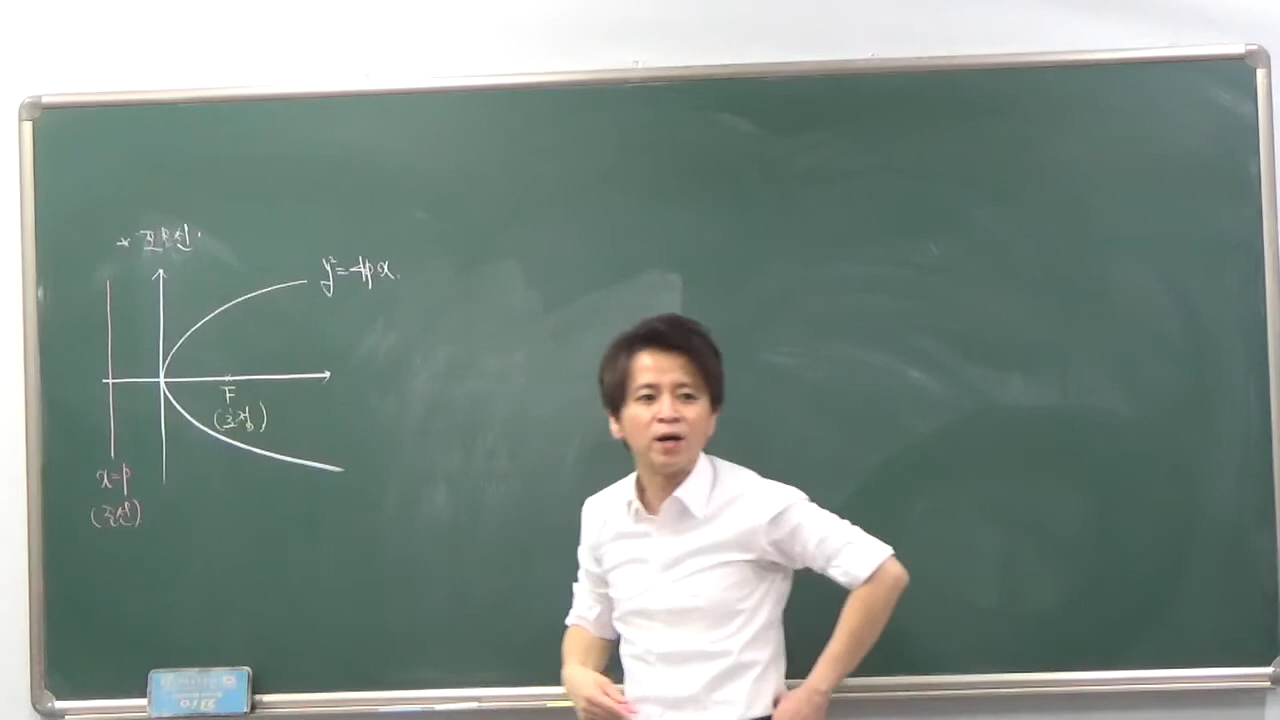 * 포물선
y²=4px
F
(초점)
x=p
(준선)